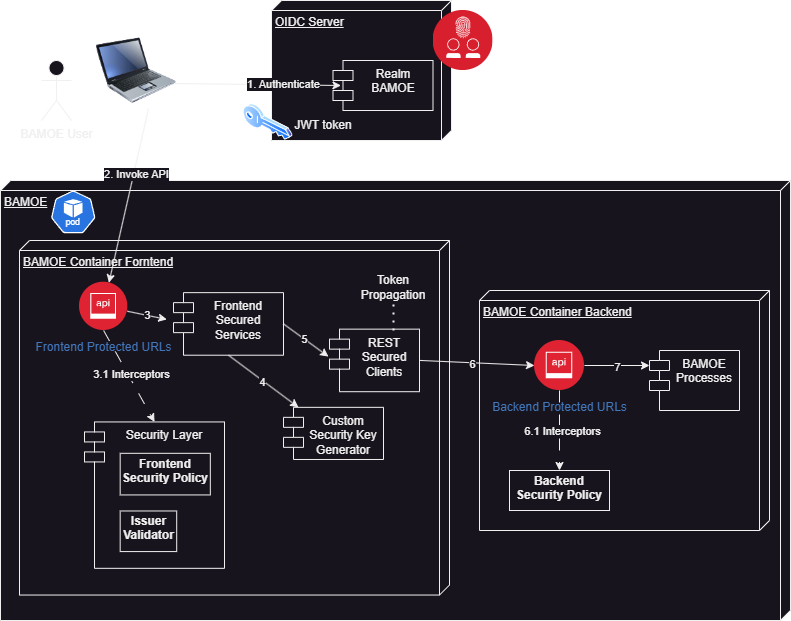 OIDC Server
1. Authenticate
Realm
BAMOE
JWT token
BAMOE User
2. Invoke API
BAMOE
pod
BAMOE Container Forntend
api
Frontend Protected URLs
3
Frontend
Secured
Services
Token
Propagation
5
REST
Secured
Clients
3.1 Interceptors
4
Custom
Security Key
Generator
Security Layer
Frontend
Security Policy
Issuer
Validator
6
BAMOE Container Backend
api
Backend Protected URLs
7
BAMOE
Processes
6.1 Interceptors
Backend
Security Policy